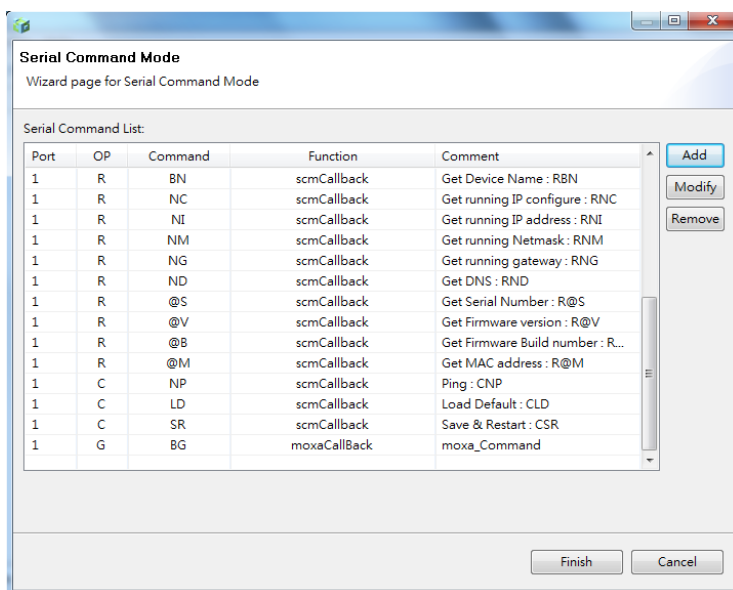 Serial Command Mode
Wizard page for Serial Command Mode
Serial Command List:
Port OP Command Function Comment
1 R BN scmCallback Get Device Name : RBN
1 R NC scmCallback Get running IP configure : RNC
1 R NI scmCallback Get running IP address : RNI
1 R NM scmCallback Get running Netmask : RNM
1 R NG scmCallback Get running gateway : RNG
1 R ND scmCallback Get DNS : RND
1 R @S scmCallback Get Serial Number : R@S
1 R @V scmCallback Get Firmware version : R@V
1 R @B scmCallback Get Firmware Build number : R...
1 R @M scmCallback Get MAC address : R@M
1 C NP scmCallback Ping : CNP
1 C LD scmCallback Load Default : CLD
1 C SR scmCallback Save & Restart : CSR
1 G BG moxaCallBack moxa_Command
Add
Modify
Remove
Finish Cancel